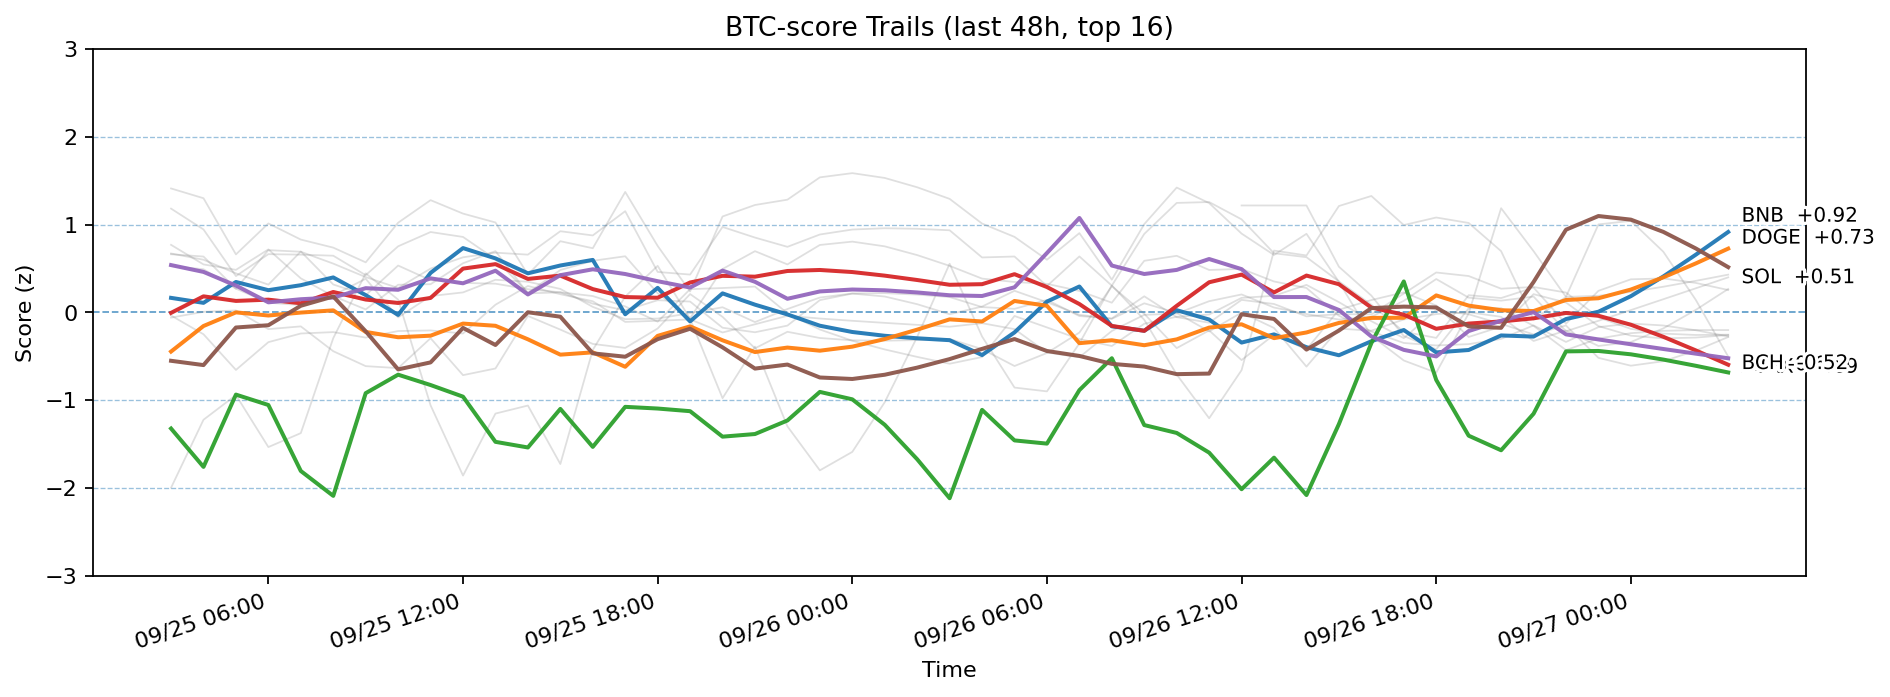 BTC-score Trails (last 48h, top 16)
Score (z)
3
2
1
0
−1
−2
−3
BNB +0.92
DOGE +0.73
SOL +0.51
BCH -0.52
09/25 06:00
09/25 12:00
09/25 18:00
09/26 00:00
09/26 06:00
09/26 12:00
09/26 18:00
09/27 00:00
Time